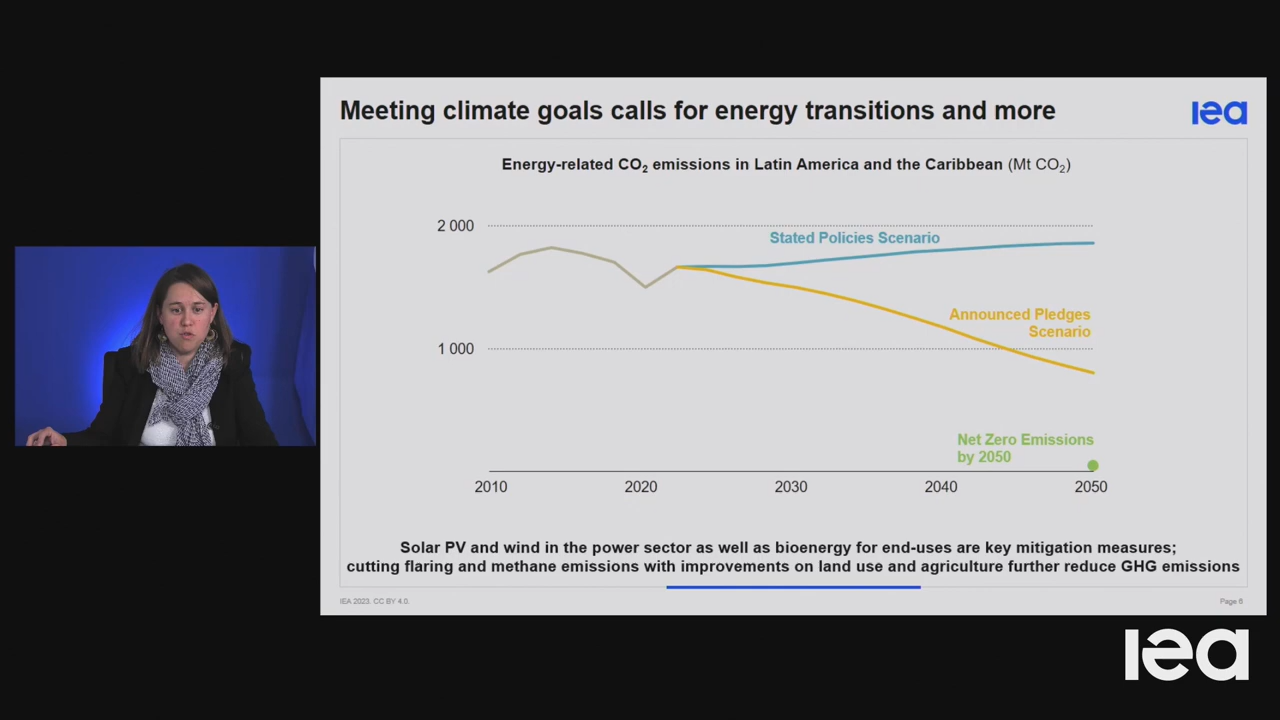 Meeting climate goals calls for energy transitions and more
iea
Energy-related CO₂ emissions in Latin America and the Caribbean (Mt CO₂)
2 000
Stated Policies Scenario
Announced Pledges
Scenario
1 000
Net Zero Emissions
by 2050
2010 2020 2030 2040 2050
Solar PV and wind in the power sector as well as bioenergy for end-uses are key mitigation measures;
cutting flaring and methane emissions with improvements on land use and agriculture further reduce GHG emissions
IEA 2023. CC BY 4.0.
Page 6
iea